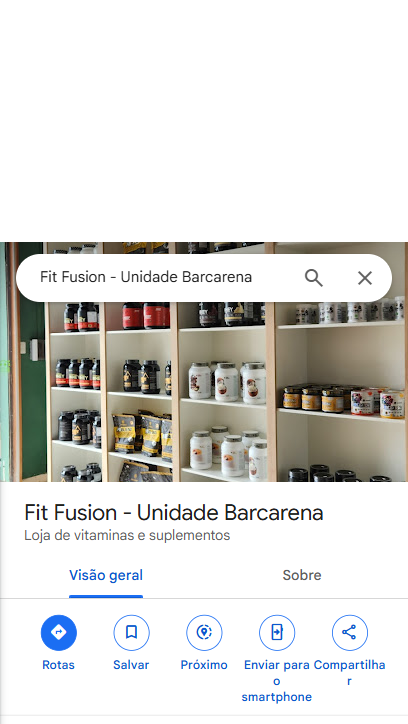 Fit Fusion - Unidade Barcarena
Fit Fusion - Unidade Barcarena
Loja de vitaminas e suplementos
Visão geral
Sobre
Rotas
Salvar
Próximo
Enviar para
o
smartphone
Compartilha
r